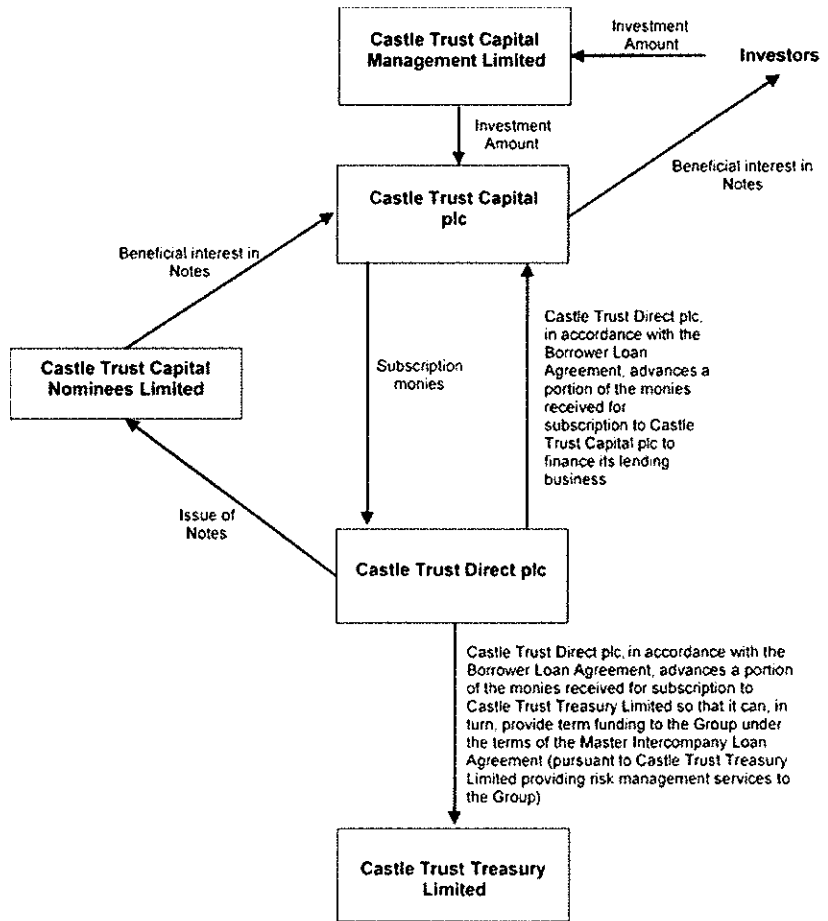 Castle Trust Capital
Management Limited
Investment
Amount
Investors
Investment
Amount
Beneficial interest in
Notes
Castle Trust Capital
plc
Beneficial interest in
Notes
Castle Trust Capital
Nominees Limited
Subscription
monies
Castle Trust Direct plc,
in accordance with the
Borrower Loan
Agreement, advances a
portion of the monies
received for
subscription to Castle
Trust Capital plc to
finance its lending
business
Issue of
Notes
Castle Trust Direct plc
Castle Trust Direct plc, in accordance with the
Borrower Loan Agreement, advances a portion
of the monies received for subscription to
Castle Trust Treasury Limited so that it can, in
turn, provide term funding to the Group under
the terms of the Master Intercompany Loan
Agreement (pursuant to Castle Trust Treasury
Limited providing risk management services to
the Group)
Castle Trust Treasury
Limited